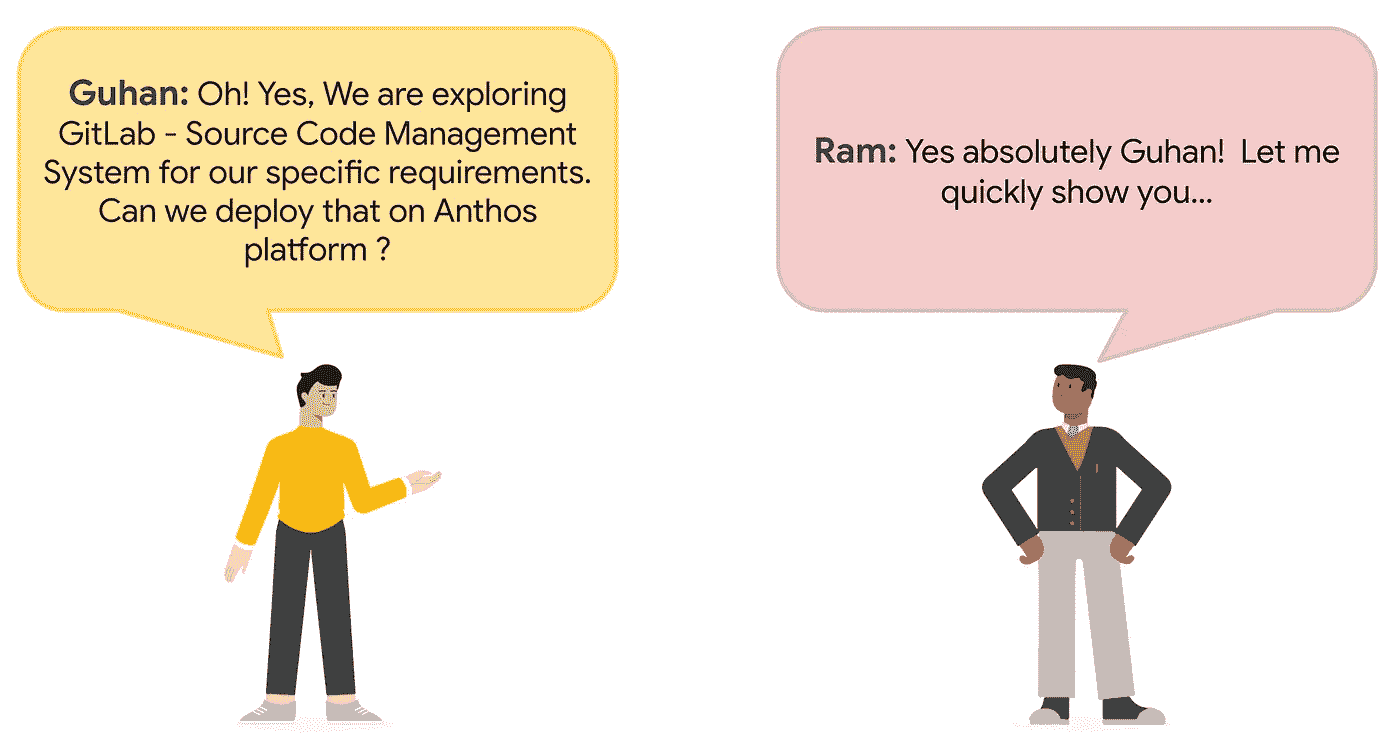 Guhan: Oh! Yes, We are exploring
GitLab - Source Code Management
System for our specific requirements.
Can we deploy that on Anthos
platform ?
Ram: Yes absolutely Guhan!  Let me
quickly show you...